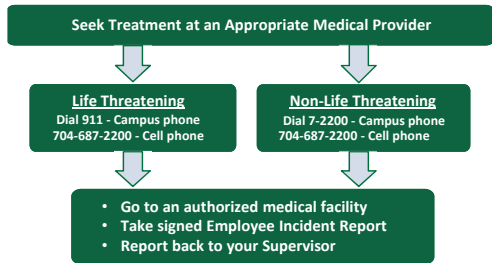 Seek Treatment at an Appropriate Medical Provider
Life Threatening
Dial 911 - Campus phone
704-687-2200 - Cell phone
Non-Life Threatening
Dial 7-2200 - Campus phone
704-687-2200 - Cell phone
• Go to an authorized medical facility
• Take signed Employee Incident Report
• Report back to your Supervisor